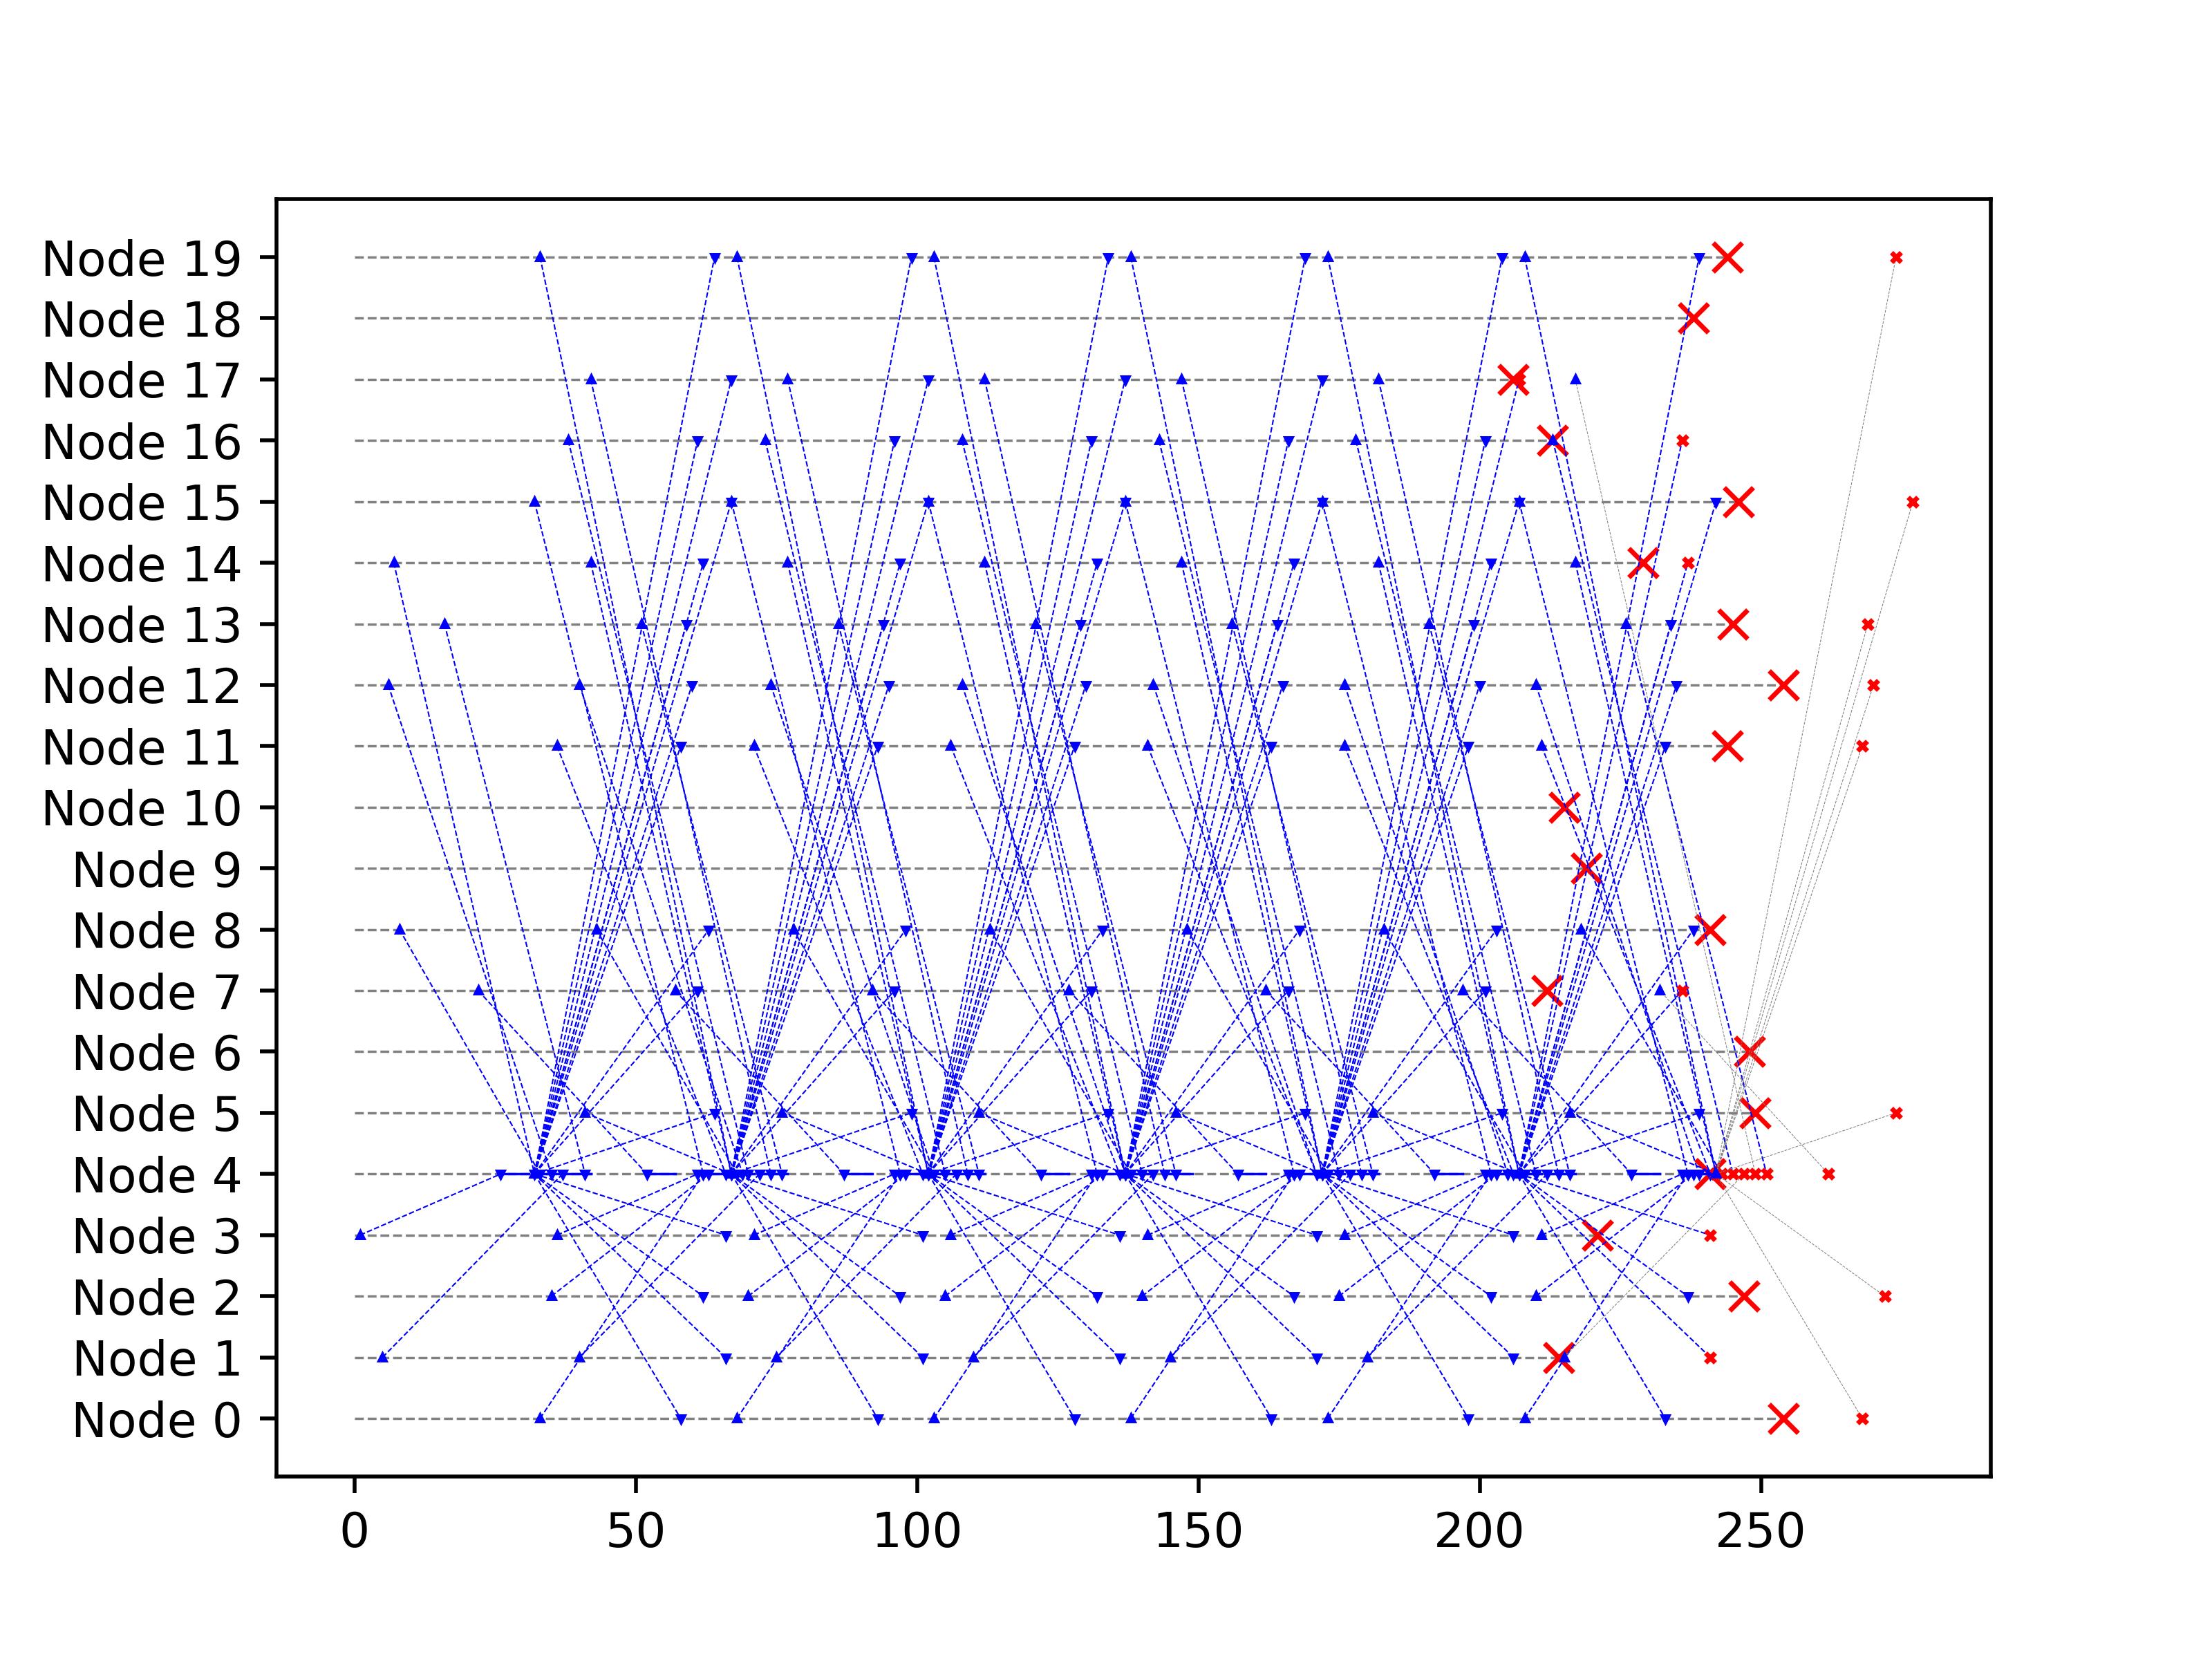 Node 19
Node 18
Node 17
Node 16
Node 15
Node 14
Node 13
Node 12
Node 11
Node 10
Node 9
Node 8
Node 7
Node 6
Node 5
Node 4
Node 3
Node 2
Node 1
Node 0
0 50 100 150 200 250